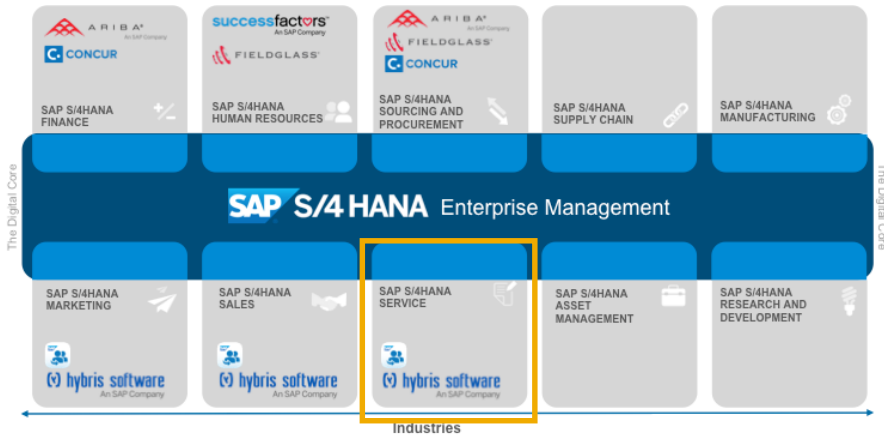 ARIBA
An SAP Company
C. CONCUR
SAP S/4HANA
FINANCE
successfactors™
An SAP Company
FIELDGLASS
SAP S/4HANA
HUMAN RESOURCES
ARIBA
An SAP Company
FIELDGLASS
C. CONCUR
SAP S/4HANA
SOURCING AND
PROCUREMENT
SAP S/4HANA
SUPPLY CHAIN
SAP S/4HANA
MANUFACTURING
The Digital Core
SAP S/4 HANA Enterprise Management
The Digital Core
SAP S/4HANA
MARKETING
(y) hybris software
An SAP Company
SAP S/4HANA
SALES
(y) hybris software
An SAP Company
SAP S/4HANA
SERVICE
(y) hybris software
An SAP Company
SAP S/4HANA
ASSET
MANAGEMENT
SAP S/4HANA
RESEARCH AND
DEVELOPMENT
Industries